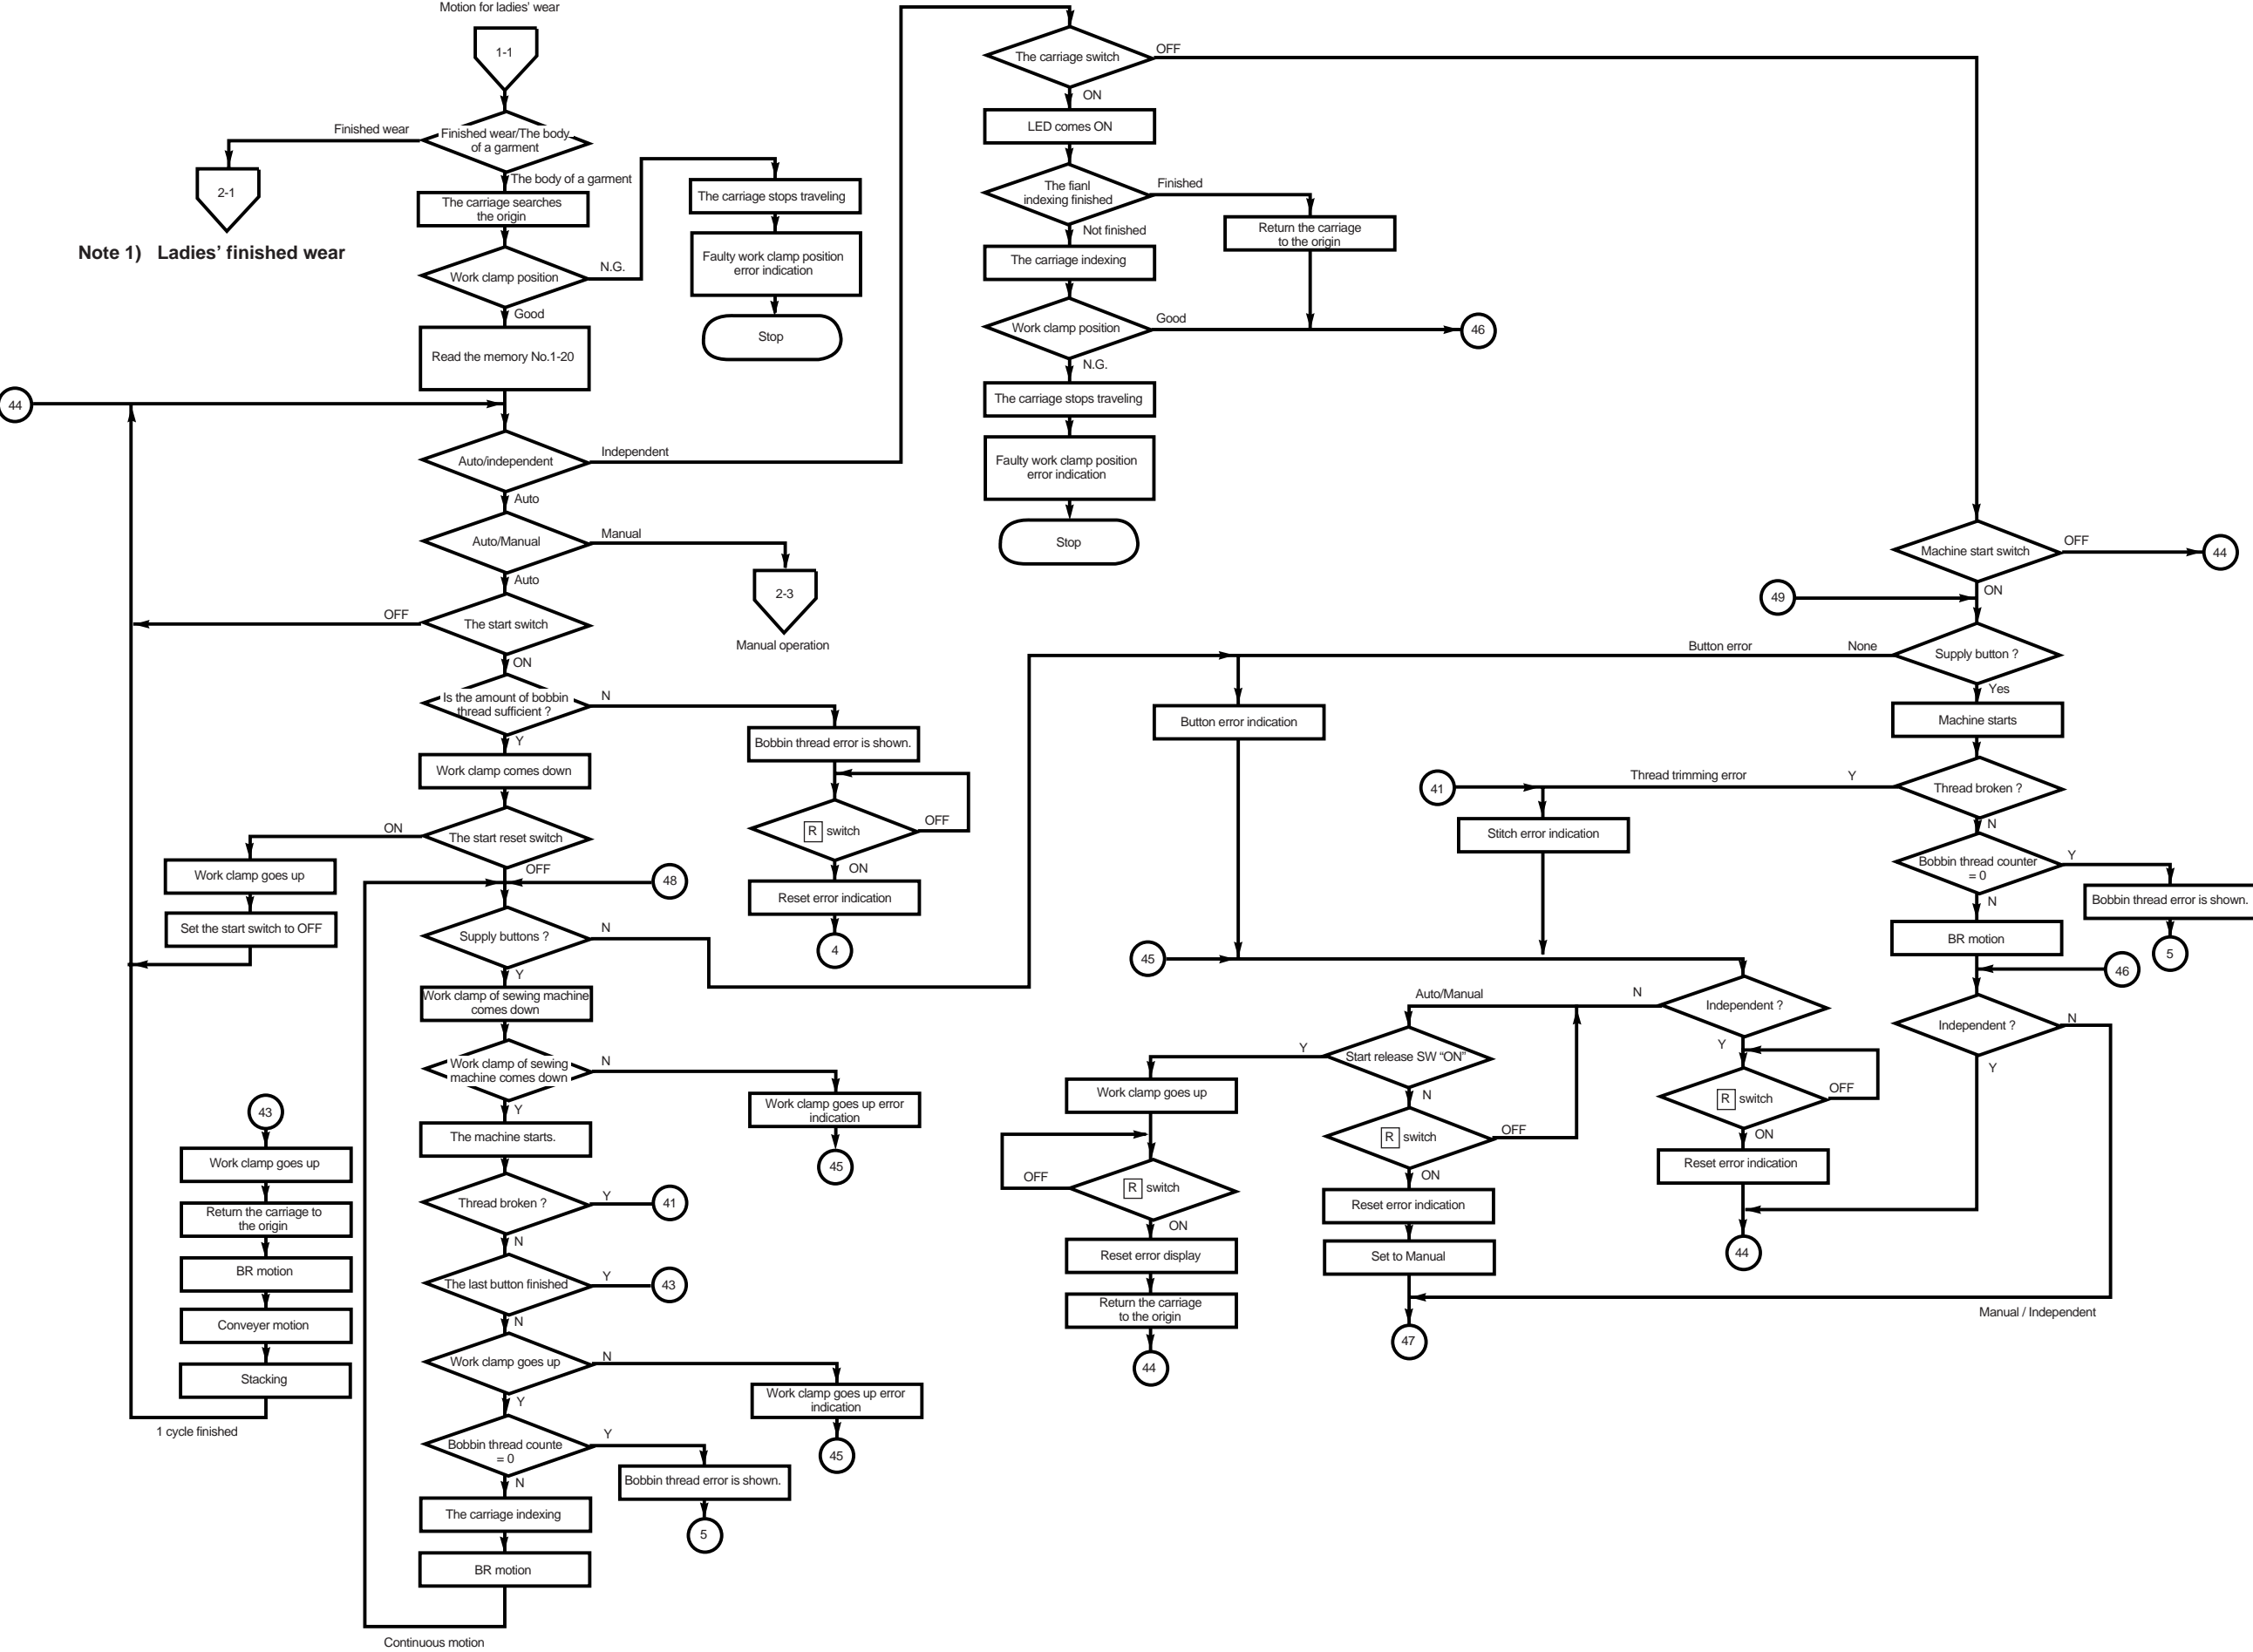 Motion for ladies' wear
1-1
Finished wear
Finished wear/The body
of a garment
2-1
Note 1) Ladies' finished wear
The body of a garment
The carriage searches
the origin
Work clamp position
N.G.
Good
The carriage stops traveling
Faulty work clamp position
error indication
Stop
Read the memory No.1-20
44
Auto/independent
Independent
Auto
Auto/Manual
Manual
Auto
2-3
Manual operation
OFF
The start switch
ON
Is the amount of bobbin
thread sufficient ?
N
Y
Bobbin thread error is shown.
R switch
OFF
ON
Reset error indication
4
Work clamp comes down
ON
The start reset switch
OFF
Work clamp goes up
Set the start switch to OFF
48
Supply buttons ?
N
Y
Work clamp of sewing machine
comes down
Work clamp of sewing
machine comes down
N
Y
Work clamp goes up error
indication
45
The machine starts.
Thread broken ?
Y
41
N
The last button finished
Y
43
N
Work clamp goes up
N
Y
Work clamp goes up error
indication
45
Bobbin thread counte
= 0
Y
N
Bobbin thread error is shown.
5
The carriage indexing
BR motion
Continuous motion
43
Work clamp goes up
Return the carriage to
the origin
BR motion
Conveyer motion
Stacking
1 cycle finished
The carriage switch
OFF
ON
LED comes ON
The fianl
indexing finished
Finished
Not finished
Return the carriage
to the origin
The carriage indexing
Work clamp position
Good
46
N.G.
The carriage stops traveling
Faulty work clamp position
error indication
Stop
Machine start switch
OFF
44
ON
49
Button error
None
Supply button ?
Yes
Button error indication
Machine starts
41
Thread trimming error
Y
Thread broken ?
N
Stitch error indication
Bobbin thread counter
= 0
Y
N
Bobbin thread error is shown.
5
BR motion
46
45
Auto/Manual
N
Independent ?
Y
Independent ?
N
Y
Y
Start release SW “ON”
N
R switch
OFF
ON
Reset error indication
44
Work clamp goes up
R switch
OFF
ON
Reset error indication
Set to Manual
47
OFF
R switch
ON
Reset error display
Return the carriage
to the origin
44
Manual / Independent